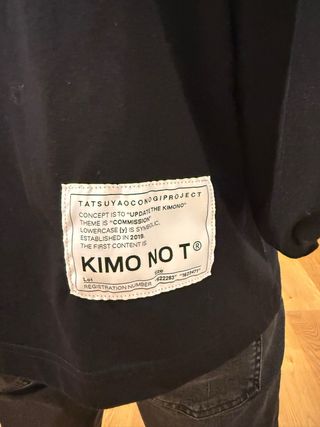 TATSUYAOCONOGIPROJECT
CONCEPT IS TO "UPDATE THE KIMONO"
THEME IS "COMMISSION"
LOWERCASE (y) IS SYMBOLIC,
ESTABLISHED IN 2019.
THE FIRST CONTENT IS
KIMO NO T®
Lot
REGISTRATION NUMBER